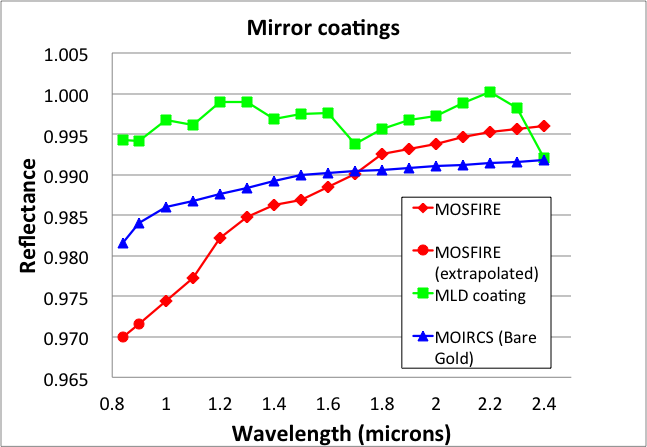 Mirror coatings
1.005
1.000
0.995
0.990
0.985
0.980
0.975
0.970
0.965
Reflectance
MOSFIRE
MOSFIRE
(extrapolated)
MLD coating
MOIRCS (Bare
Gold)
0.8 1 1.2 1.4 1.6 1.8 2 2.2 2.4
Wavelength (microns)